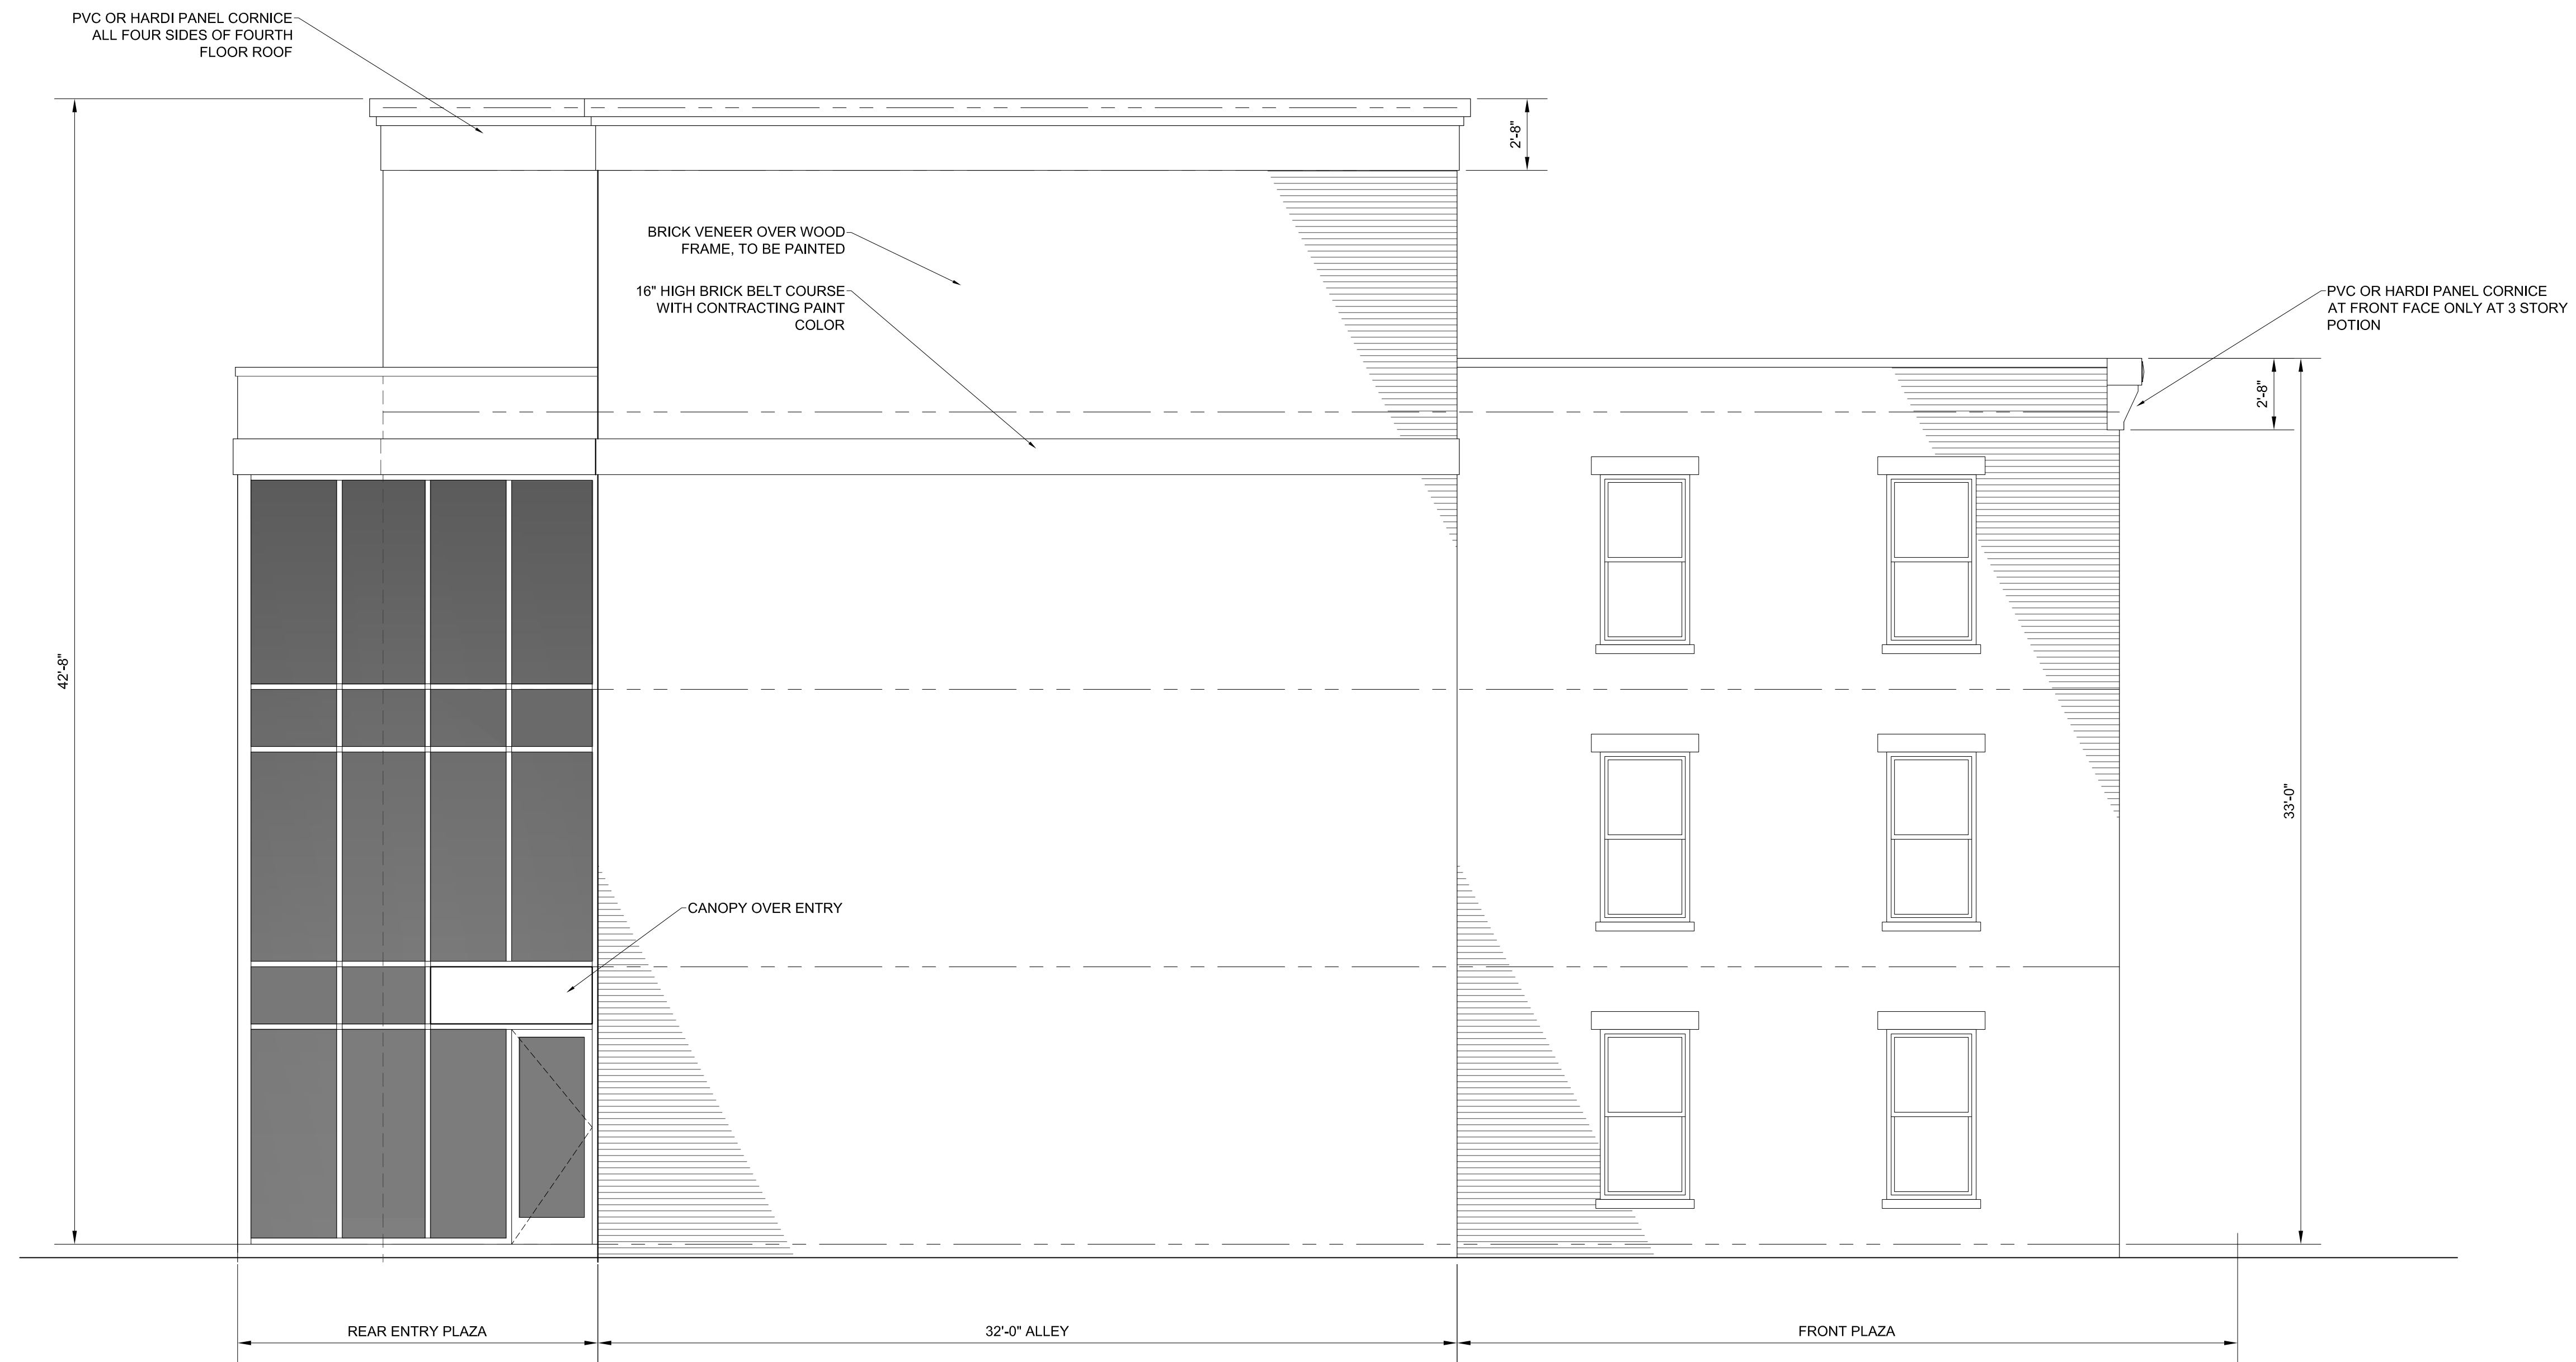 PVC OR HARDI PANEL CORNICE
ALL FOUR SIDES OF FOURTH
FLOOR ROOF
2'-8"
BRICK VENEER OVER WOOD
FRAME, TO BE PAINTED
16" HIGH BRICK BELT COURSE
WITH CONTRACTING PAINT
COLOR
PVC OR HARDI PANEL CORNICE
AT FRONT FACE ONLY AT 3 STORY
POTION
2'-8"
42'-8"
33'-0"
CANOPY OVER ENTRY
REAR ENTRY PLAZA
32'-0" ALLEY
FRONT PLAZA